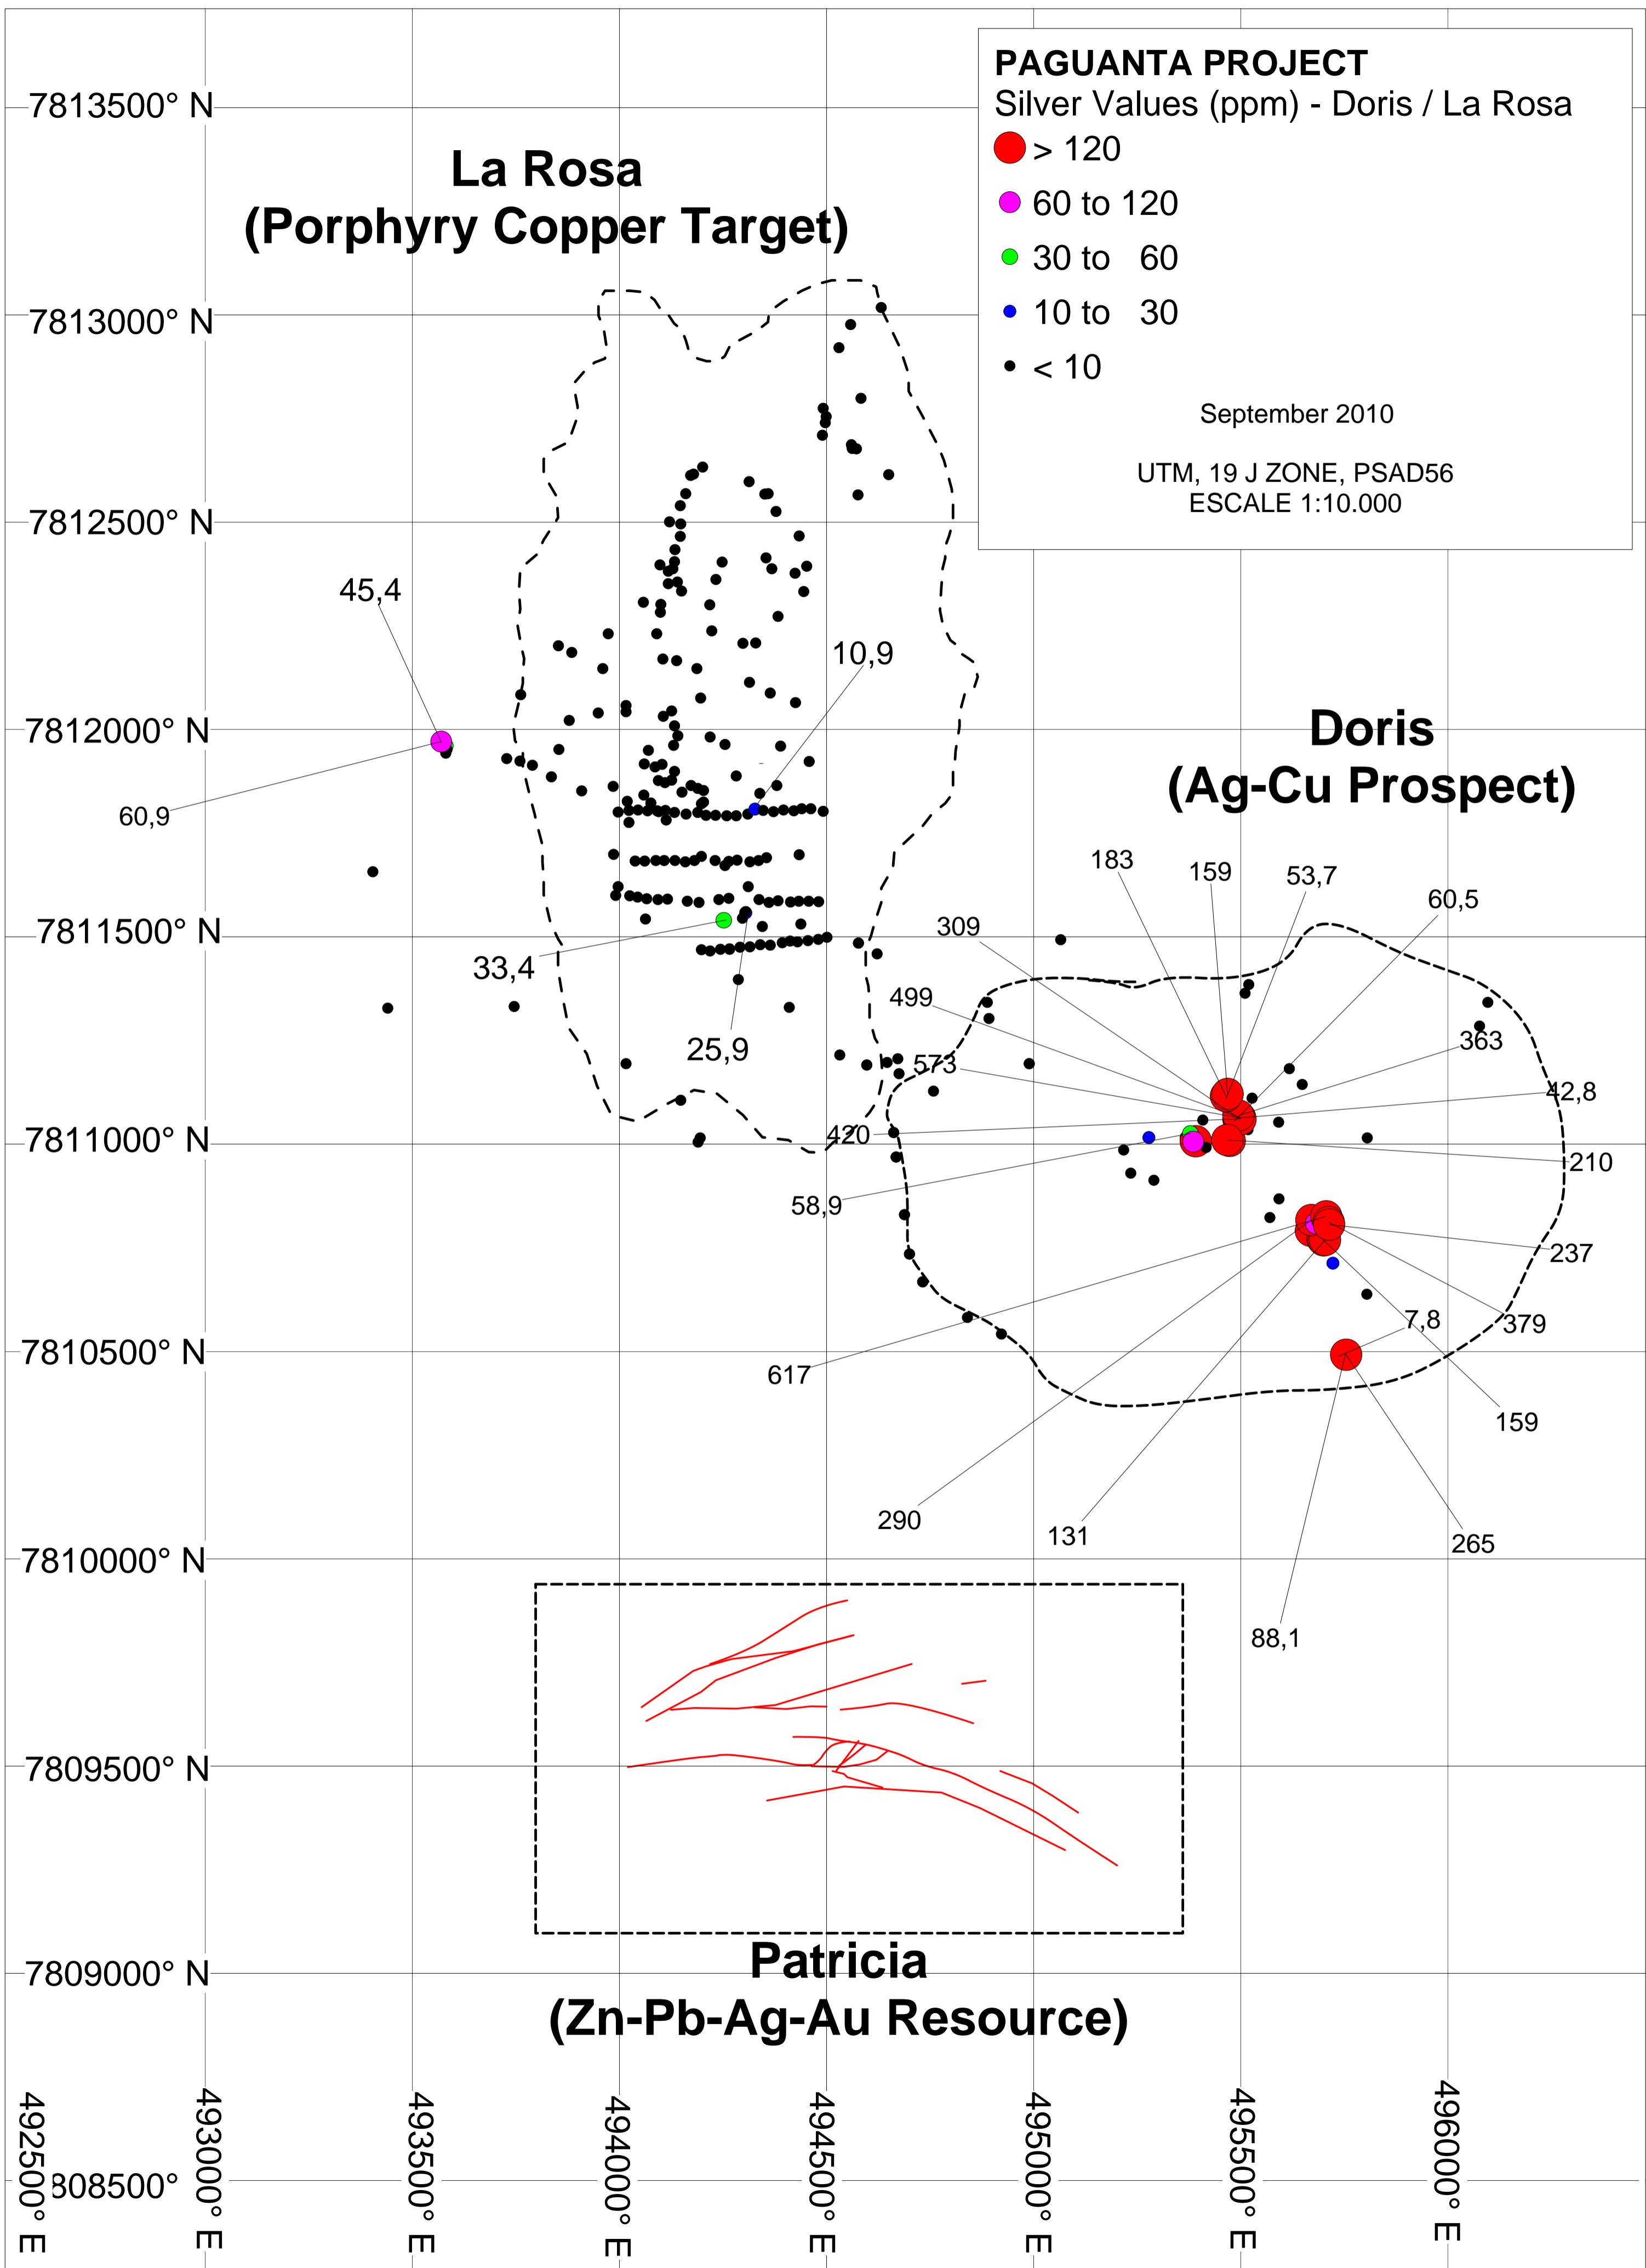 PAGUANTA PROJECT
Silver Values (ppm) - Doris / La Rosa
> 120
60 to 120
30 to 60
10 to 30
< 10
September 2010
UTM, 19 J ZONE, PSAD56
ESCALE 1:10.000
7813500° N
La Rosa
(Porphyry Copper Target)
7813000° N
7812500° N
45,4
10,9
7812000° N
Doris
(Ag-Cu Prospect)
60,9
183
159
53,7
60,5
309
7811500° N
33,4
499
25,9
573
363
42,8
7811000° N
420
210
58,9
237
7,8
379
7810500° N
617
159
290
131
265
7810000° N
88,1
7809500° N
Patricia
(Zn-Pb-Ag-Au Resource)
7809000° N
808500°
492500° E
493000° E
493500° E
494000° E
494500° E
495000° E
495500° E
496000° E